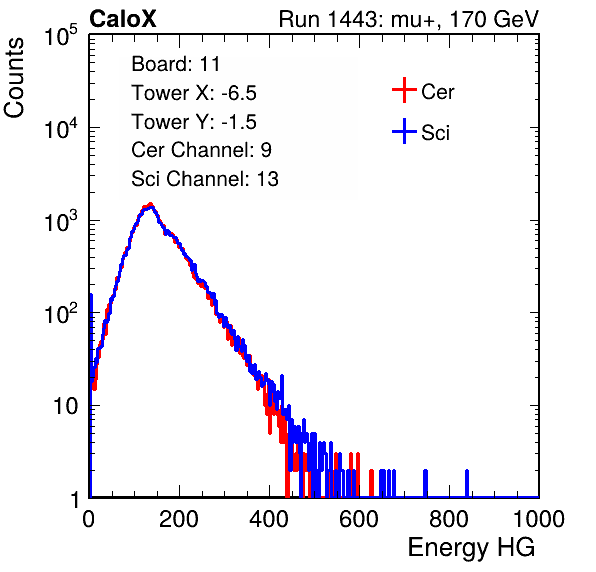 CaloX Run 1443: mu+, 170 GeV
Counts
Board: 11
Tower X: -6.5
Tower Y: -1.5
Cer Channel: 9
Sci Channel: 13
Cer
Sci
10^5
10^4
10^3
10^2
10
1
0 200 400 600 800 1000
Energy HG